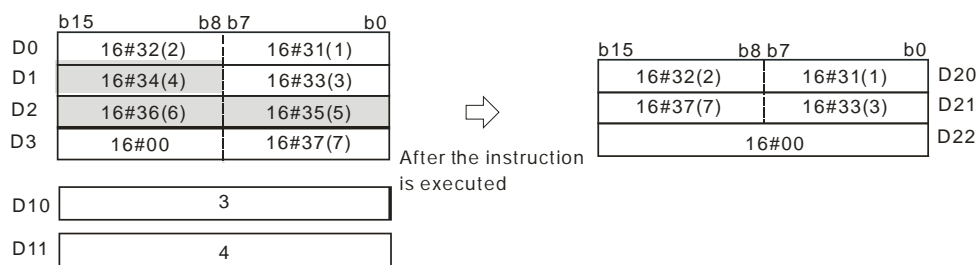 b15 b8 b7 b0
D0 16#32(2) 16#31(1)
D1 16#34(4) 16#33(3)
D2 16#36(6) 16#35(5)
D3 16#00 16#37(7)
D10 3
D11 4
After the instruction
is executed
b15 b8 b7 b0
16#32(2) 16#31(1) D20
16#37(7) 16#33(3) D21
16#00 D22